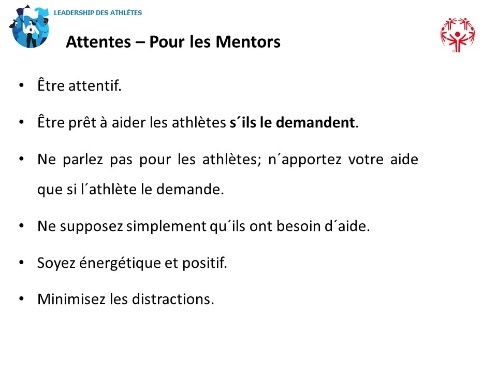 LEADERSHIP DES ATHLÈTES
Attentes – Pour les Mentors
• Être attentif.
• Être prêt à aider les athlètes s´ils le demandent.
• Ne parlez pas pour les athlètes; n´apportez votre aide
que si l´athlète le demande.
• Ne supposez simplement qu´ils ont besoin d´aide.
• Soyez énergétique et positif.
• Minimisez les distractions.